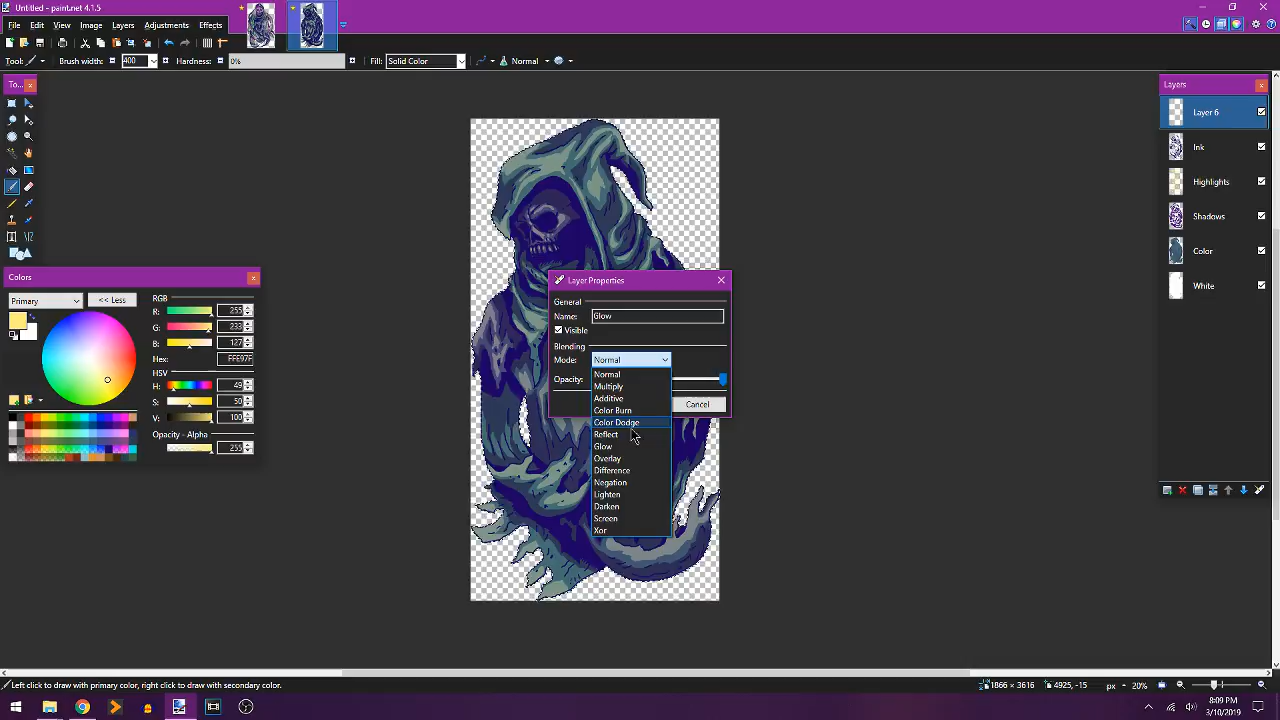 Untitled - paint.net 4.1.5
File Edit View Image Layers Adjustments Effects
Tool: Brush width: 400 Hardness: 0% Fill: Solid Color Normal
To...
Layers
Layer 6
Ink
Highlights
Shadows
Color
White
Colors
Primary << Less
RGB
R: 255
G: 233
B: 127
Hex: FFE97F
HSV
H: 49
S: 50
V: 100
Opacity - Alpha
255
Layer Properties
General
Name: Glow
Visible
Blending
Mode: Normal
Opacity:
Cancel
Normal
Multiply
Additive
Color Burn
Color Dodge
Reflect
Glow
Overlay
Difference
Negation
Lighten
Darken
Screen
Xor
Left click to draw with primary color, right click to draw with secondary color.
1866 × 3616 4925, -15 px 20%
8:09 PM
3/10/2019